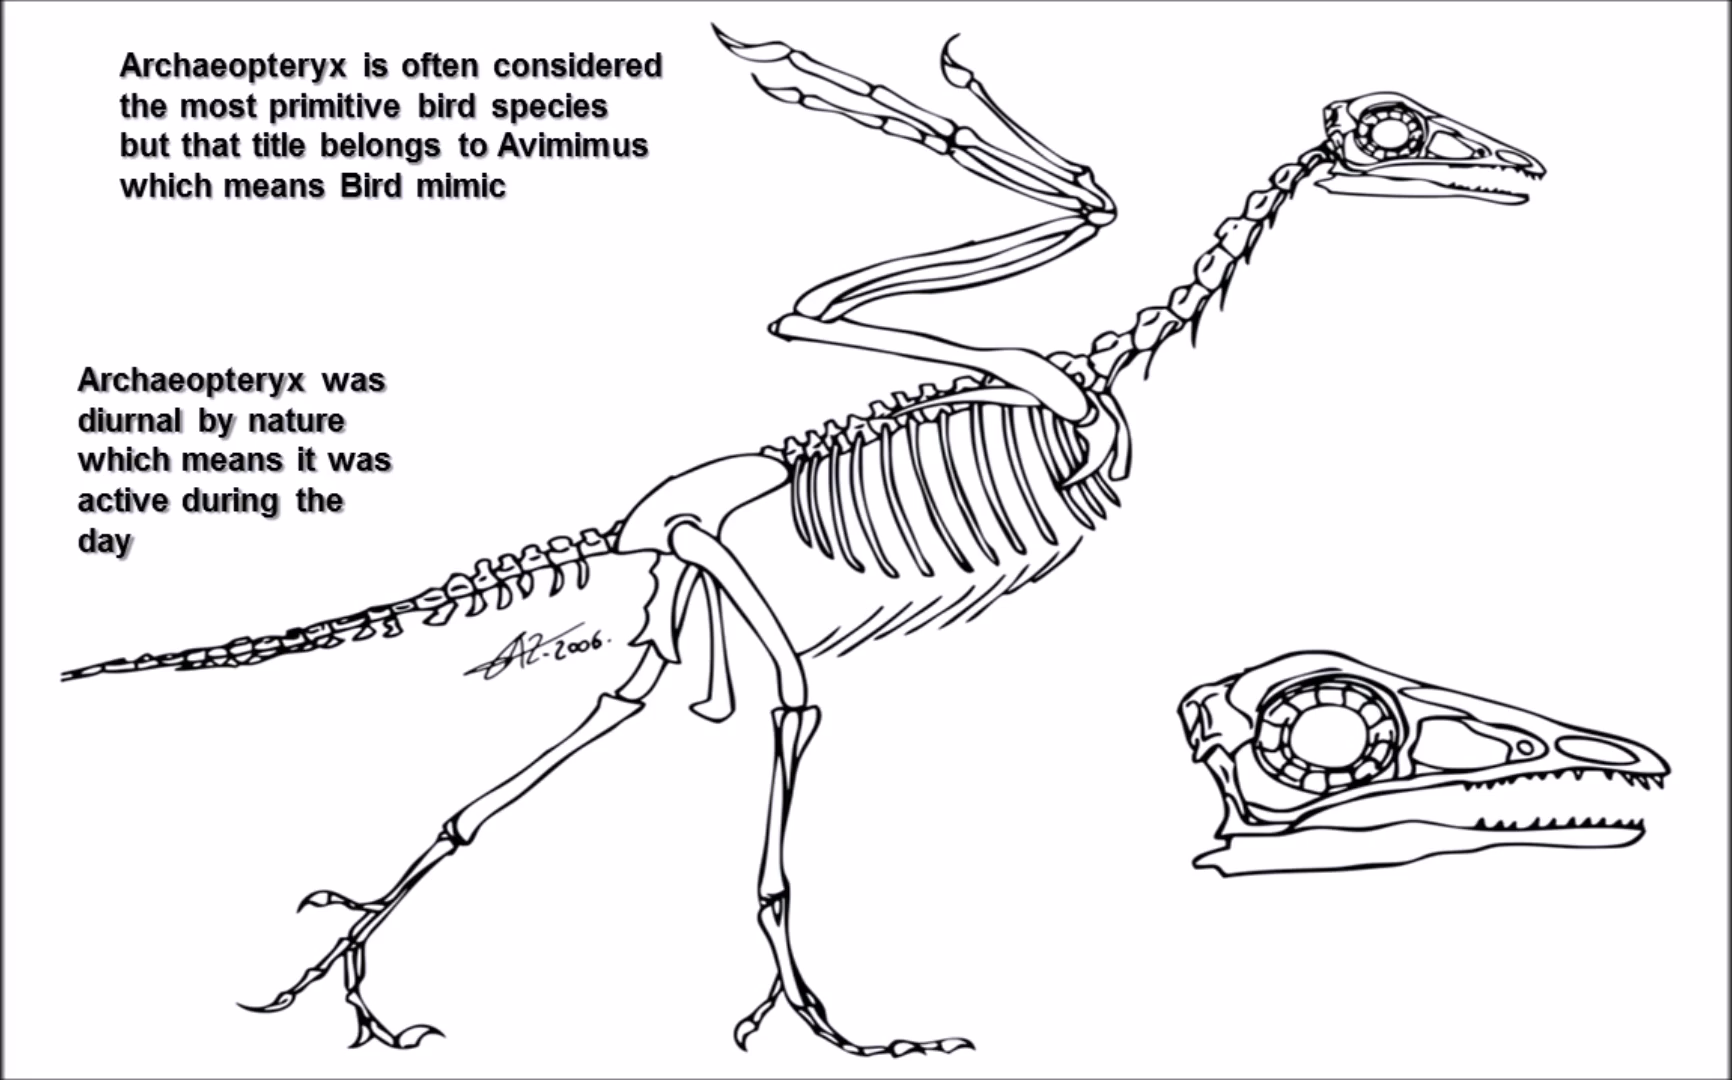 Archaeopteryx is often considered
the most primitive bird species
but that title belongs to Avimimus
which means Bird mimic
Archaeopteryx was
diurnal by nature
which means it was
active during the
day
AZ-2006.